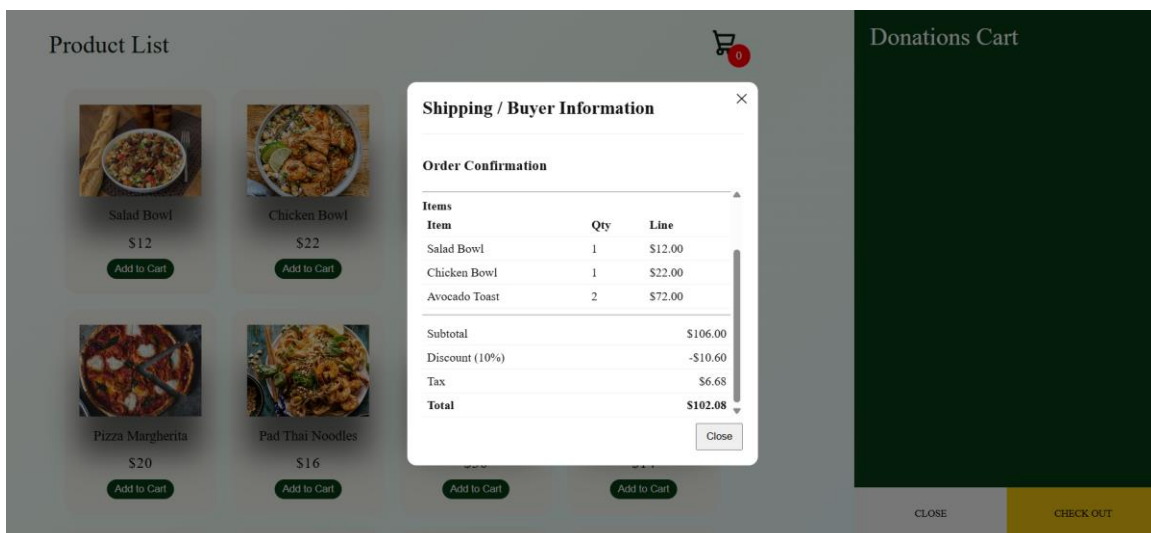 Product List
0
Donations Cart
Salad Bowl
$12
Add to Cart
Chicken Bowl
$22
Add to Cart
Pizza Margherita
$20
Add to Cart
Pad Thai Noodles
$16
Add to Cart
Add to Cart
Add to Cart
Shipping / Buyer Information
Order Confirmation
Items
Item Qty Line
Salad Bowl 1 $12.00
Chicken Bowl 1 $22.00
Avocado Toast 2 $72.00
Subtotal $106.00
Discount (10%) -$10.60
Tax $6.68
Total $102.08
Close
CLOSE
CHECK OUT